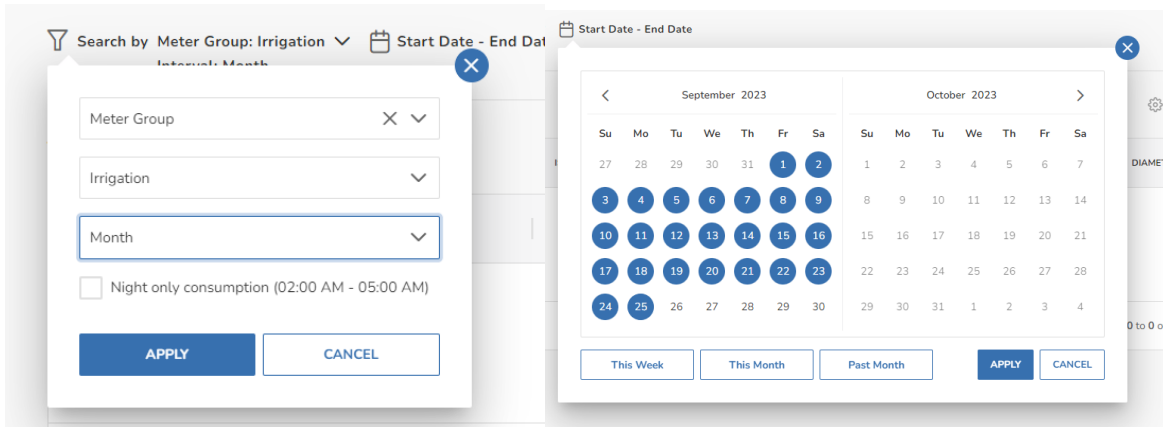 Search by Meter Group: Irrigation
Start Date - End Dat
Interval: Month
Meter Group
Irrigation
Month
Night only consumption (02:00 AM - 05:00 AM)
APPLY CANCEL
Start Date - End Date
September 2023
Su Mo Tu We Th Fr Sa
27 28 29 30 31 1 2
3 4 5 6 7 8 9
10 11 12 13 14 15 16
17 18 19 20 21 22 23
24 25 26 27 28 29 30
October 2023
Su Mo Tu We Th Fr Sa
1 2 3 4 5 6 7
8 9 10 11 12 13 14
15 16 17 18 19 20 21
22 23 24 25 26 27 28
29 30 31 1 2 3 4
This Week This Month Past Month APPLY CANCEL
DIAME
0 to 0 o